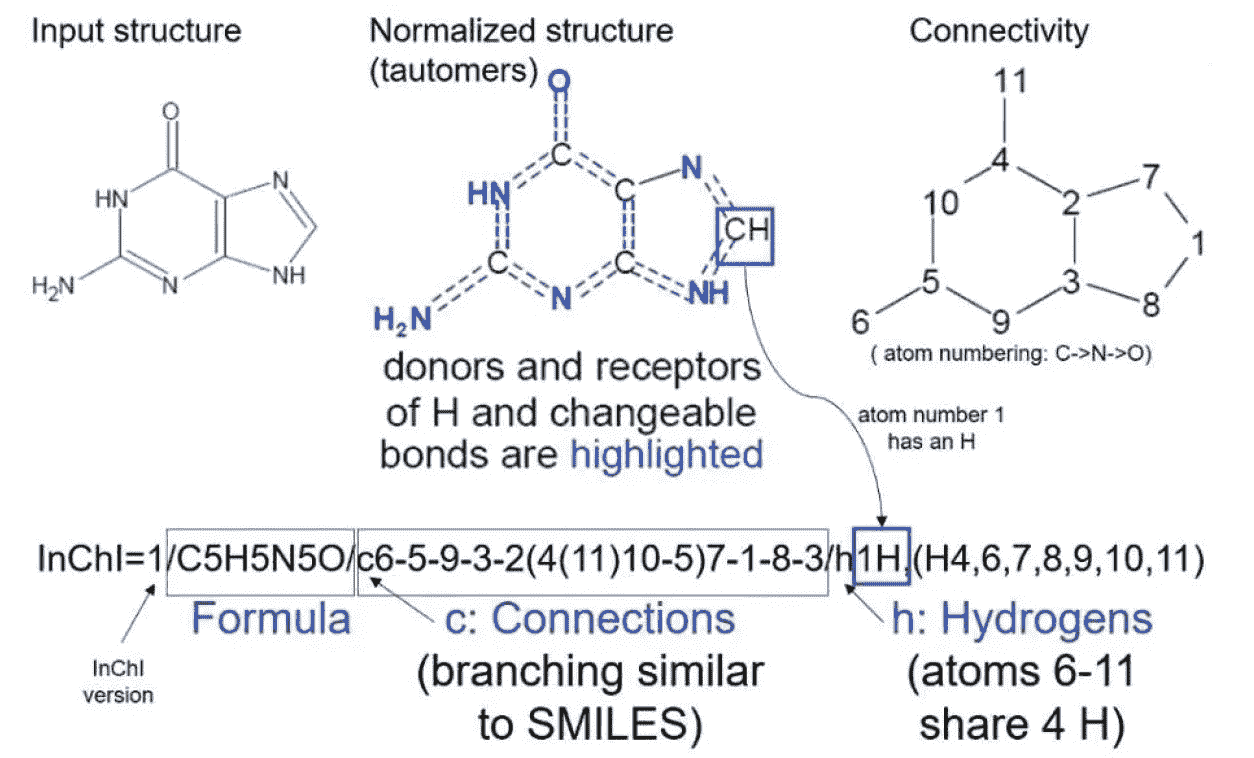 Input structure
O
HN
N
H2N
N
NH
Normalized structure
(tautomers)
O
C
HN
C
N
CH
C
C
N
NH
H2N
donors and receptors
of H and changeable
bonds are highlighted
Connectivity
11
4
7
10
2
1
5
3
8
6
9
( atom numbering: C->N->O)
atom number 1
has an H
InChI=1/C5H5N5O/c6-5-9-3-2(4(11)10-5)7-1-8-3/h1H,(H4,6,7,8,9,10,11)
Formula
c: Connections
h: Hydrogens
InChI
version
(branching similar
to SMILES)
(atoms 6-11
share 4 H)